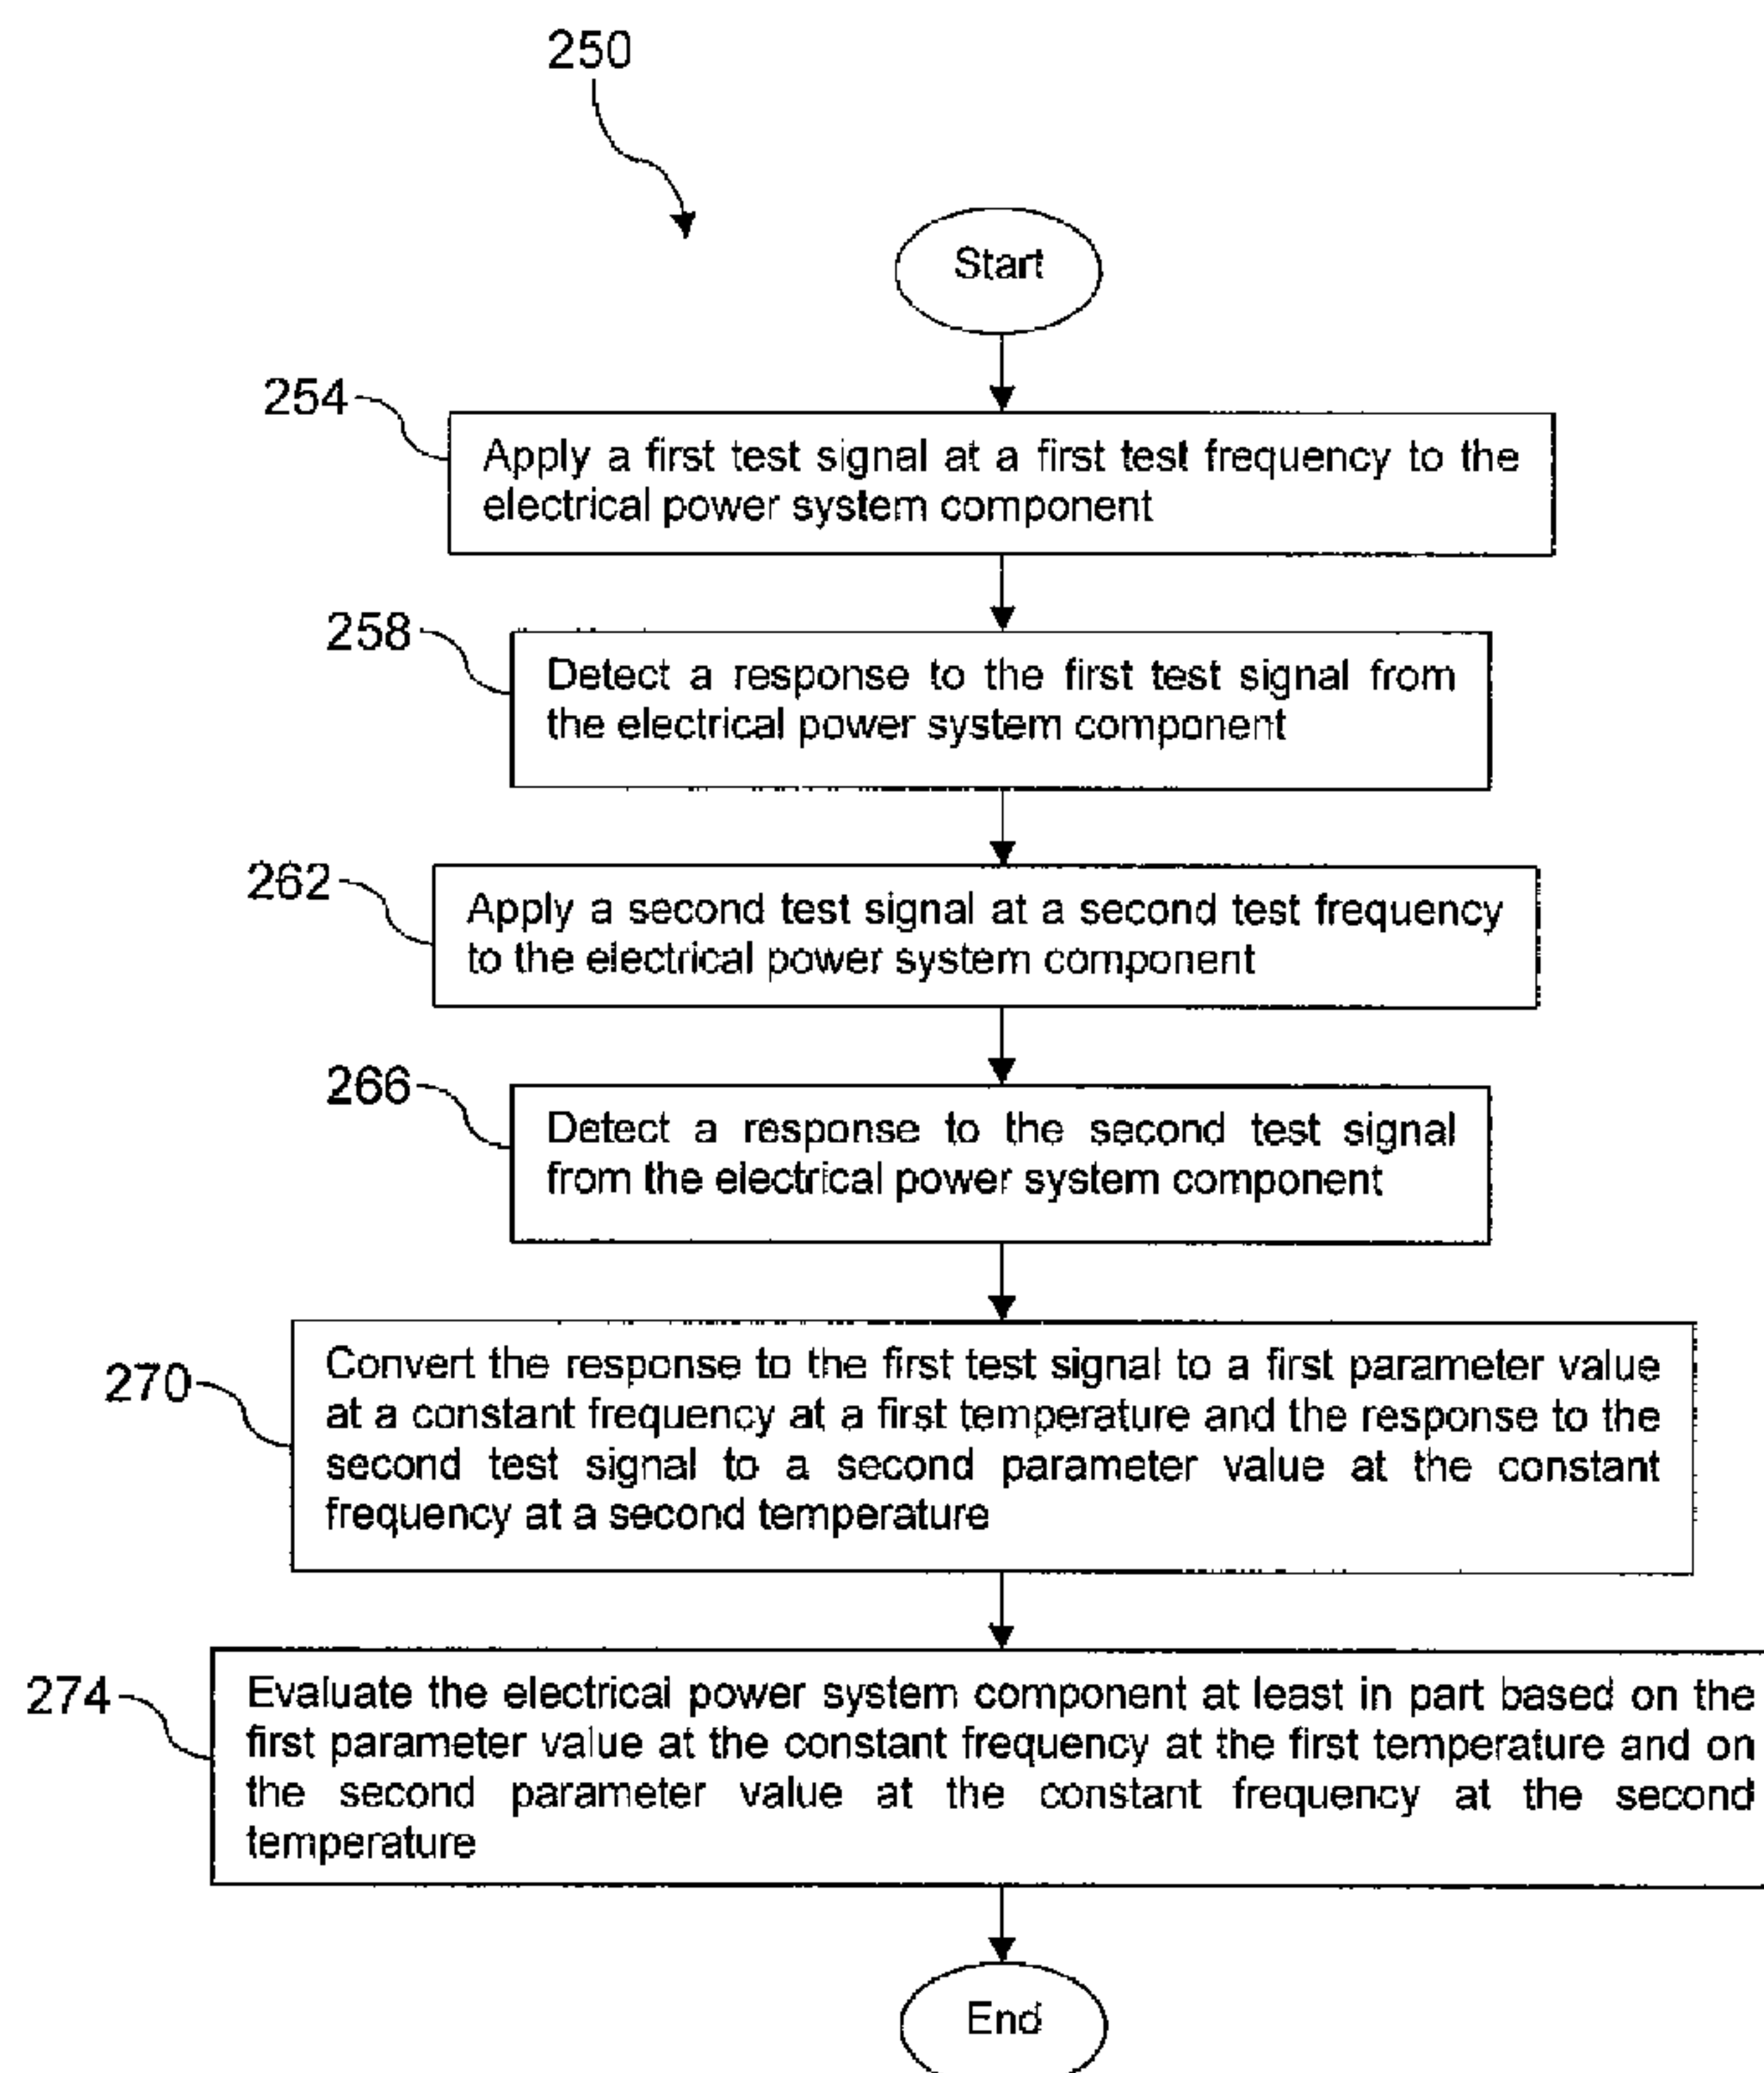 250
Start
254
Apply a first test signal at a first test frequency to the
electrical power system component
258
Detect a response to the first test signal from
the electrical power system component
262
Apply a second test signal at a second test frequency
to the electrical power system component
266
Detect a response to the second test signal
from the electrical power system component
270
Convert the response to the first test signal to a first parameter value
at a constant frequency at a first temperature and the response to the
second test signal to a second parameter value at the constant
frequency at a second temperature
274
Evaluate the electrical power system component at least in part based on the
first parameter value at the constant frequency at the first temperature and on
the second parameter value at the constant frequency at the second
temperature
End